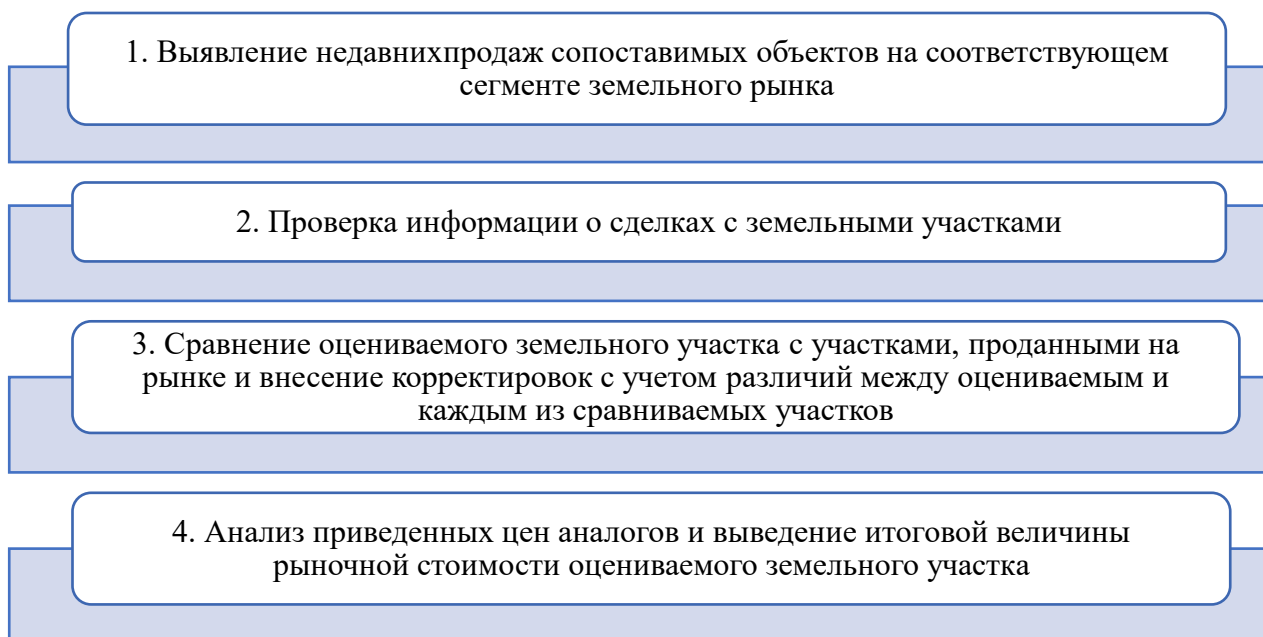 1. Выявление недавнихпродаж сопоставимых объектов на соответствующем
сегменте земельного рынка
2. Проверка информации о сделках с земельными участками
3. Сравнение оцениваемого земельного участка с участками, проданными на
рынке и внесение корректировок с учетом различий между оцениваемым и
каждым из сравниваемых участков
4. Анализ приведенных цен аналогов и выведение итоговой величины
рыночной стоимости оцениваемого земельного участка